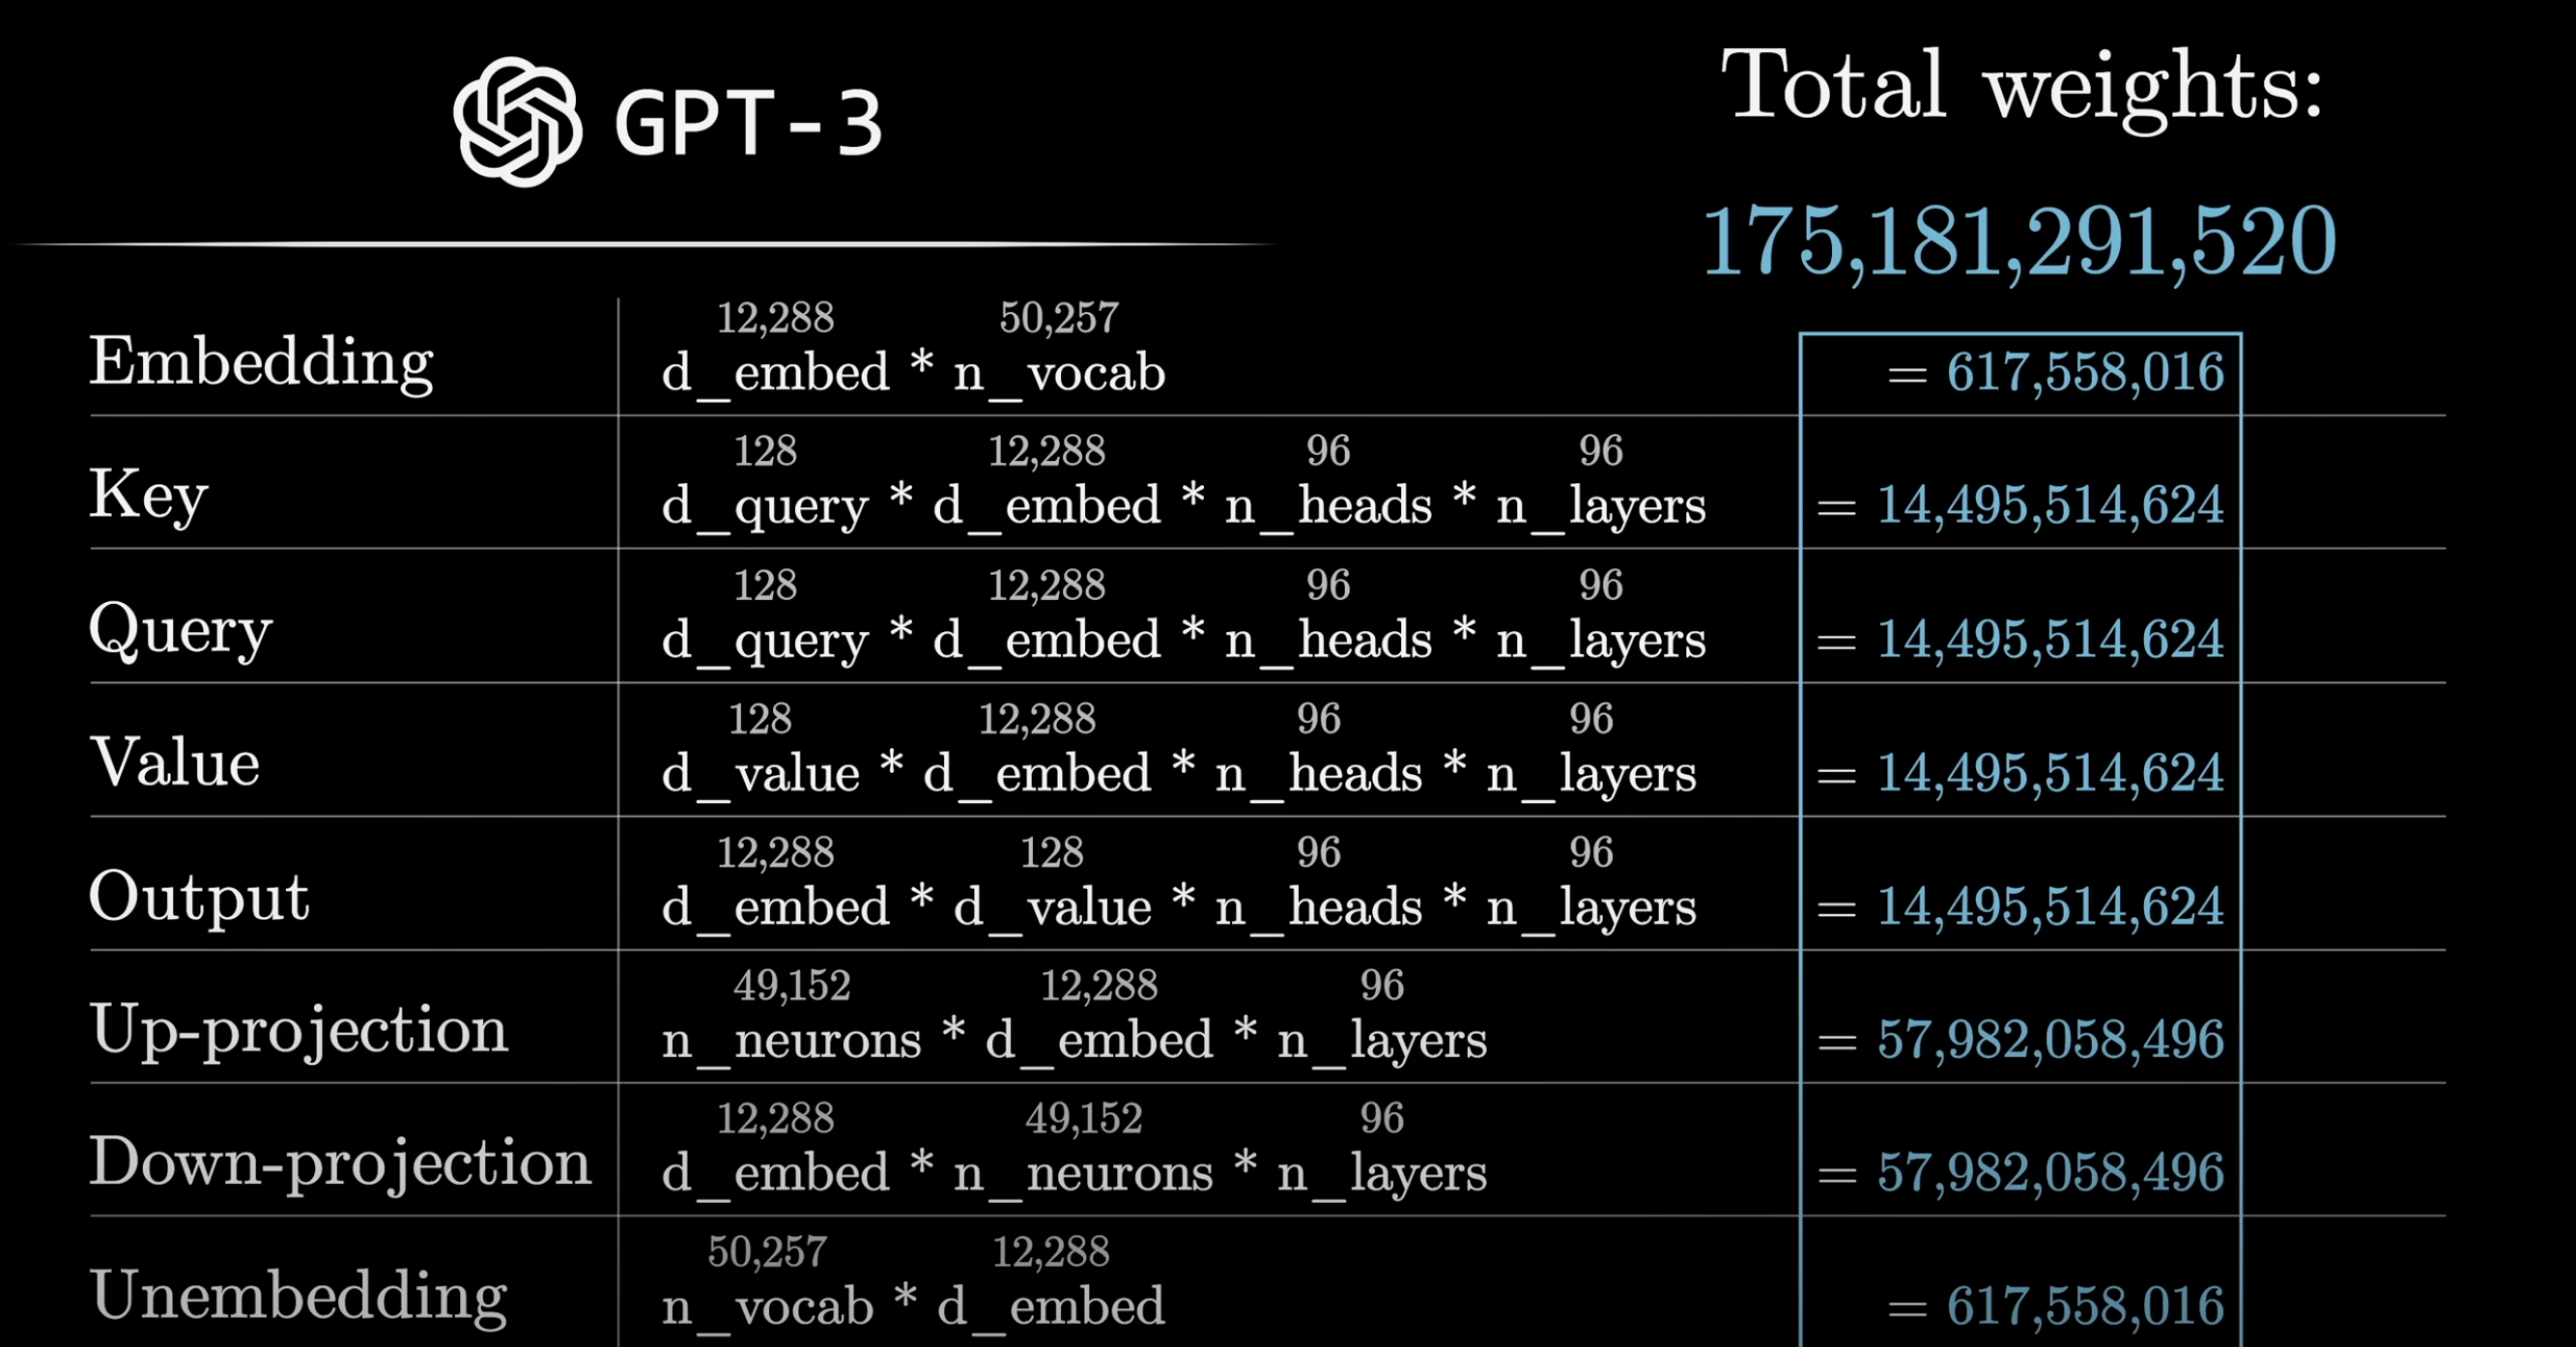 GPT-3
Total weights:
175,181,291,520
12,288 50,257
Embedding d_embed * n_vocab = 617,558,016
128 12,288 96 96
Key d_query * d_embed * n_heads * n_layers = 14,495,514,624
128 12,288 96 96
Query d_query * d_embed * n_heads * n_layers = 14,495,514,624
128 12,288 96 96
Value d_value * d_embed * n_heads * n_layers = 14,495,514,624
12,288 128 96 96
Output d_embed * d_value * n_heads * n_layers = 14,495,514,624
49,152 12,288 96
Up-projection n_neurons * d_embed * n_layers = 57,982,058,496
12,288 49,152 96
Down-projection d_embed * n_neurons * n_layers = 57,982,058,496
50,257 12,288
Unembedding n_vocab * d_embed = 617,558,016